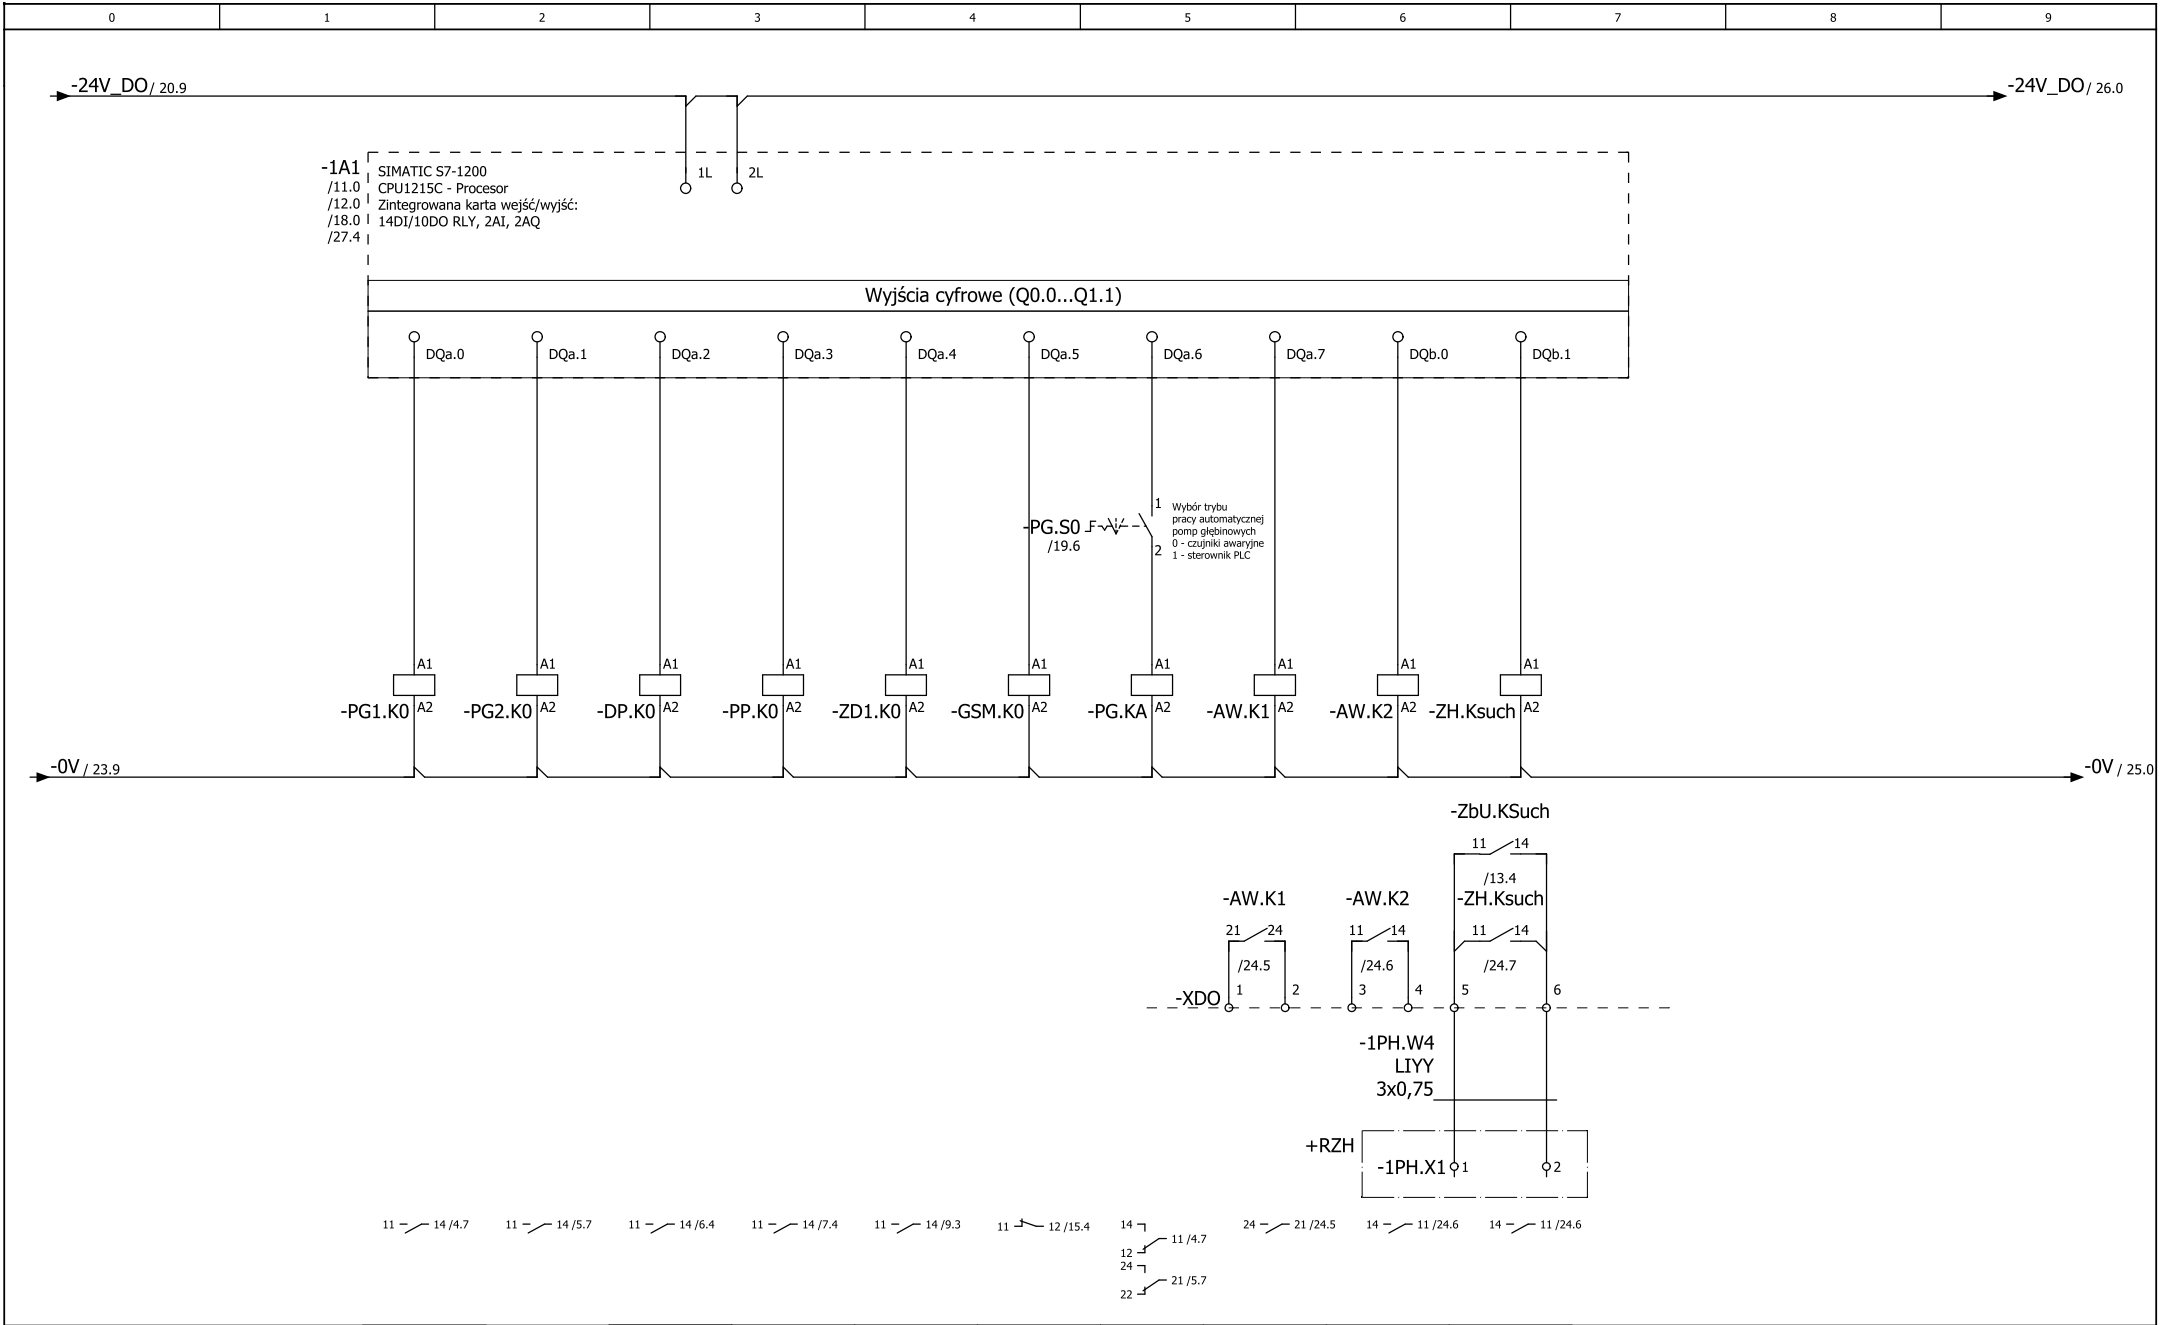 0 1 2 3 4 5 6 7 8 9
-24V_DO / 20.9
-24V_DO / 26.0
-1A1
/11.0
/12.0
/18.0
/27.4
SIMATIC S7-1200
CPU1215C - Procesor
Zintegrowana karta wejść/wyjść:
14DI/10DO RLY, 2AI, 2AQ
1L 2L
Wyjścia cyfrowe (Q0.0...Q1.1)
DQa.0 DQa.1 DQa.2 DQa.3 DQa.4 DQa.5 DQa.6 DQa.7 DQb.0 DQb.1
-PG.S0
/19.6
1
2
Wybór trybu
pracy automatycznej
pomp głębinowych
0 - czujniki awaryjne
1 - sterownik PLC
A1 A1 A1 A1 A1 A1 A1 A1 A1 A1
-PG1.K0 A2 -PG2.K0 A2 -DP.K0 A2 -PP.K0 A2 -ZD1.K0 A2 -GSM.K0 A2 -PG.KA A2 -AW.K1 A2 -AW.K2 A2 -ZH.Ksuch A2
-0V / 23.9
-0V / 25.0
-ZbU.KSuch
11 14
/13.4
-AW.K1 -AW.K2 -ZH.Ksuch
21 24 11 14 11 14
/24.5 /24.6 /24.7
-XDO 1 2 3 4 5 6
-1PH.W4
LIYY
3x0,75
+RZH
-1PH.X1 1 2
11 14 /4.7 11 14 /5.7 11 14 /6.4 11 14 /7.4 11 14 /9.3 11 12 /15.4 14 24 21 /24.5 14 11 /24.6 14 11 /24.6
11 /4.7
12
24
21 /5.7
22